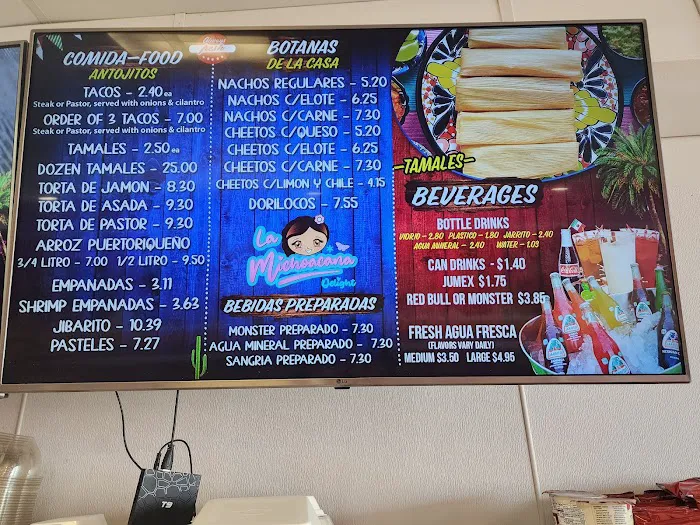 COMIDA-FOOD
ANTOJITOS
TACOS - 2.40 ea
Steak or Pastor, served with onions & cilantro
ORDER OF 3 TACOS - 7.00
Steak or Pastor, served with onions & cilantro
TAMALES - 2.50 ea
DOZEN TAMALES - 25.00
TORTA DE JAMON - 8.30
TORTA DE ASADA - 9.30
TORTA DE PASTOR - 9.30
ARROZ PUERTORIQUEÑO
3/4 LITRO - 7.00 1/2 LITRO - 9.50
EMPANADAS - 3.11
SHRIMP EMPANADAS - 3.63
JIBARITO - 10.39
PASTELES - 7.27
BOTANAS
DE LA CASA
NACHOS REGULARES - 5.20
NACHOS C/ELOTE - 6.25
NACHOS C/CARNE - 7.30
CHEETOS C/QUESO - 5.20
CHEETOS C/ELOTE - 6.25
CHEETOS C/CARNE - 7.30
CHEETOS C/LIMON Y CHILE - 4.15
DORILOCOS - 7.55
La
Michoacana
Delight
BEBIDAS PREPARADAS
MONSTER PREPARADO - 7.30
AGUA MINERAL PREPARADO - 7.30
SANGRIA PREPARADO - 7.30
-TAMALES-
BEVERAGES
BOTTLE DRINKS
VIDRIO - 2.80 PLASTICO - 1.80 JARRITO - 2.40
AGUA MINERAL - 2.40 WATER - 1.03
CAN DRINKS - $1.40
JUMEX $1.75
RED BULL OR MONSTER $3.85
FRESH AGUA FRESCA
(FLAVORS VARY DAILY)
MEDIUM $3.50 LARGE $4.95
LG
T9